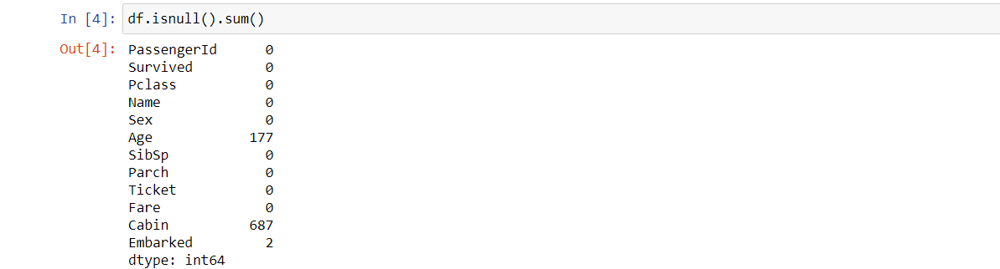 In [4]: df.isnull().sum()
Out[4]: PassengerId 0
Survived 0
Pclass 0
Name 0
Sex 0
Age 177
SibSp 0
Parch 0
Ticket 0
Fare 0
Cabin 687
Embarked 2
dtype: int64